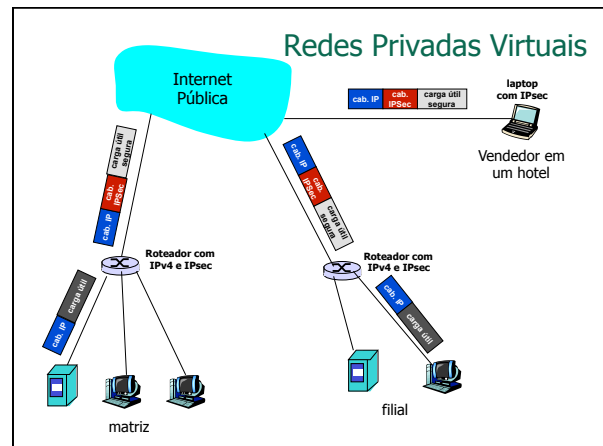 Redes Privadas Virtuais
Internet
Pública
laptop
com IPsec
cab. IP
cab.
IPSec
carga útil
segura
Vendedor em
um hotel
carga útil
segura
cab.
IPSec
cab. IP
cab. IP
cab.
IPSec
carga útil
segura
Roteador com
IPv4 e IPsec
Roteador com
IPv4 e IPsec
carga útil
cab. IP
cab. IP
carga útil
matriz
filial